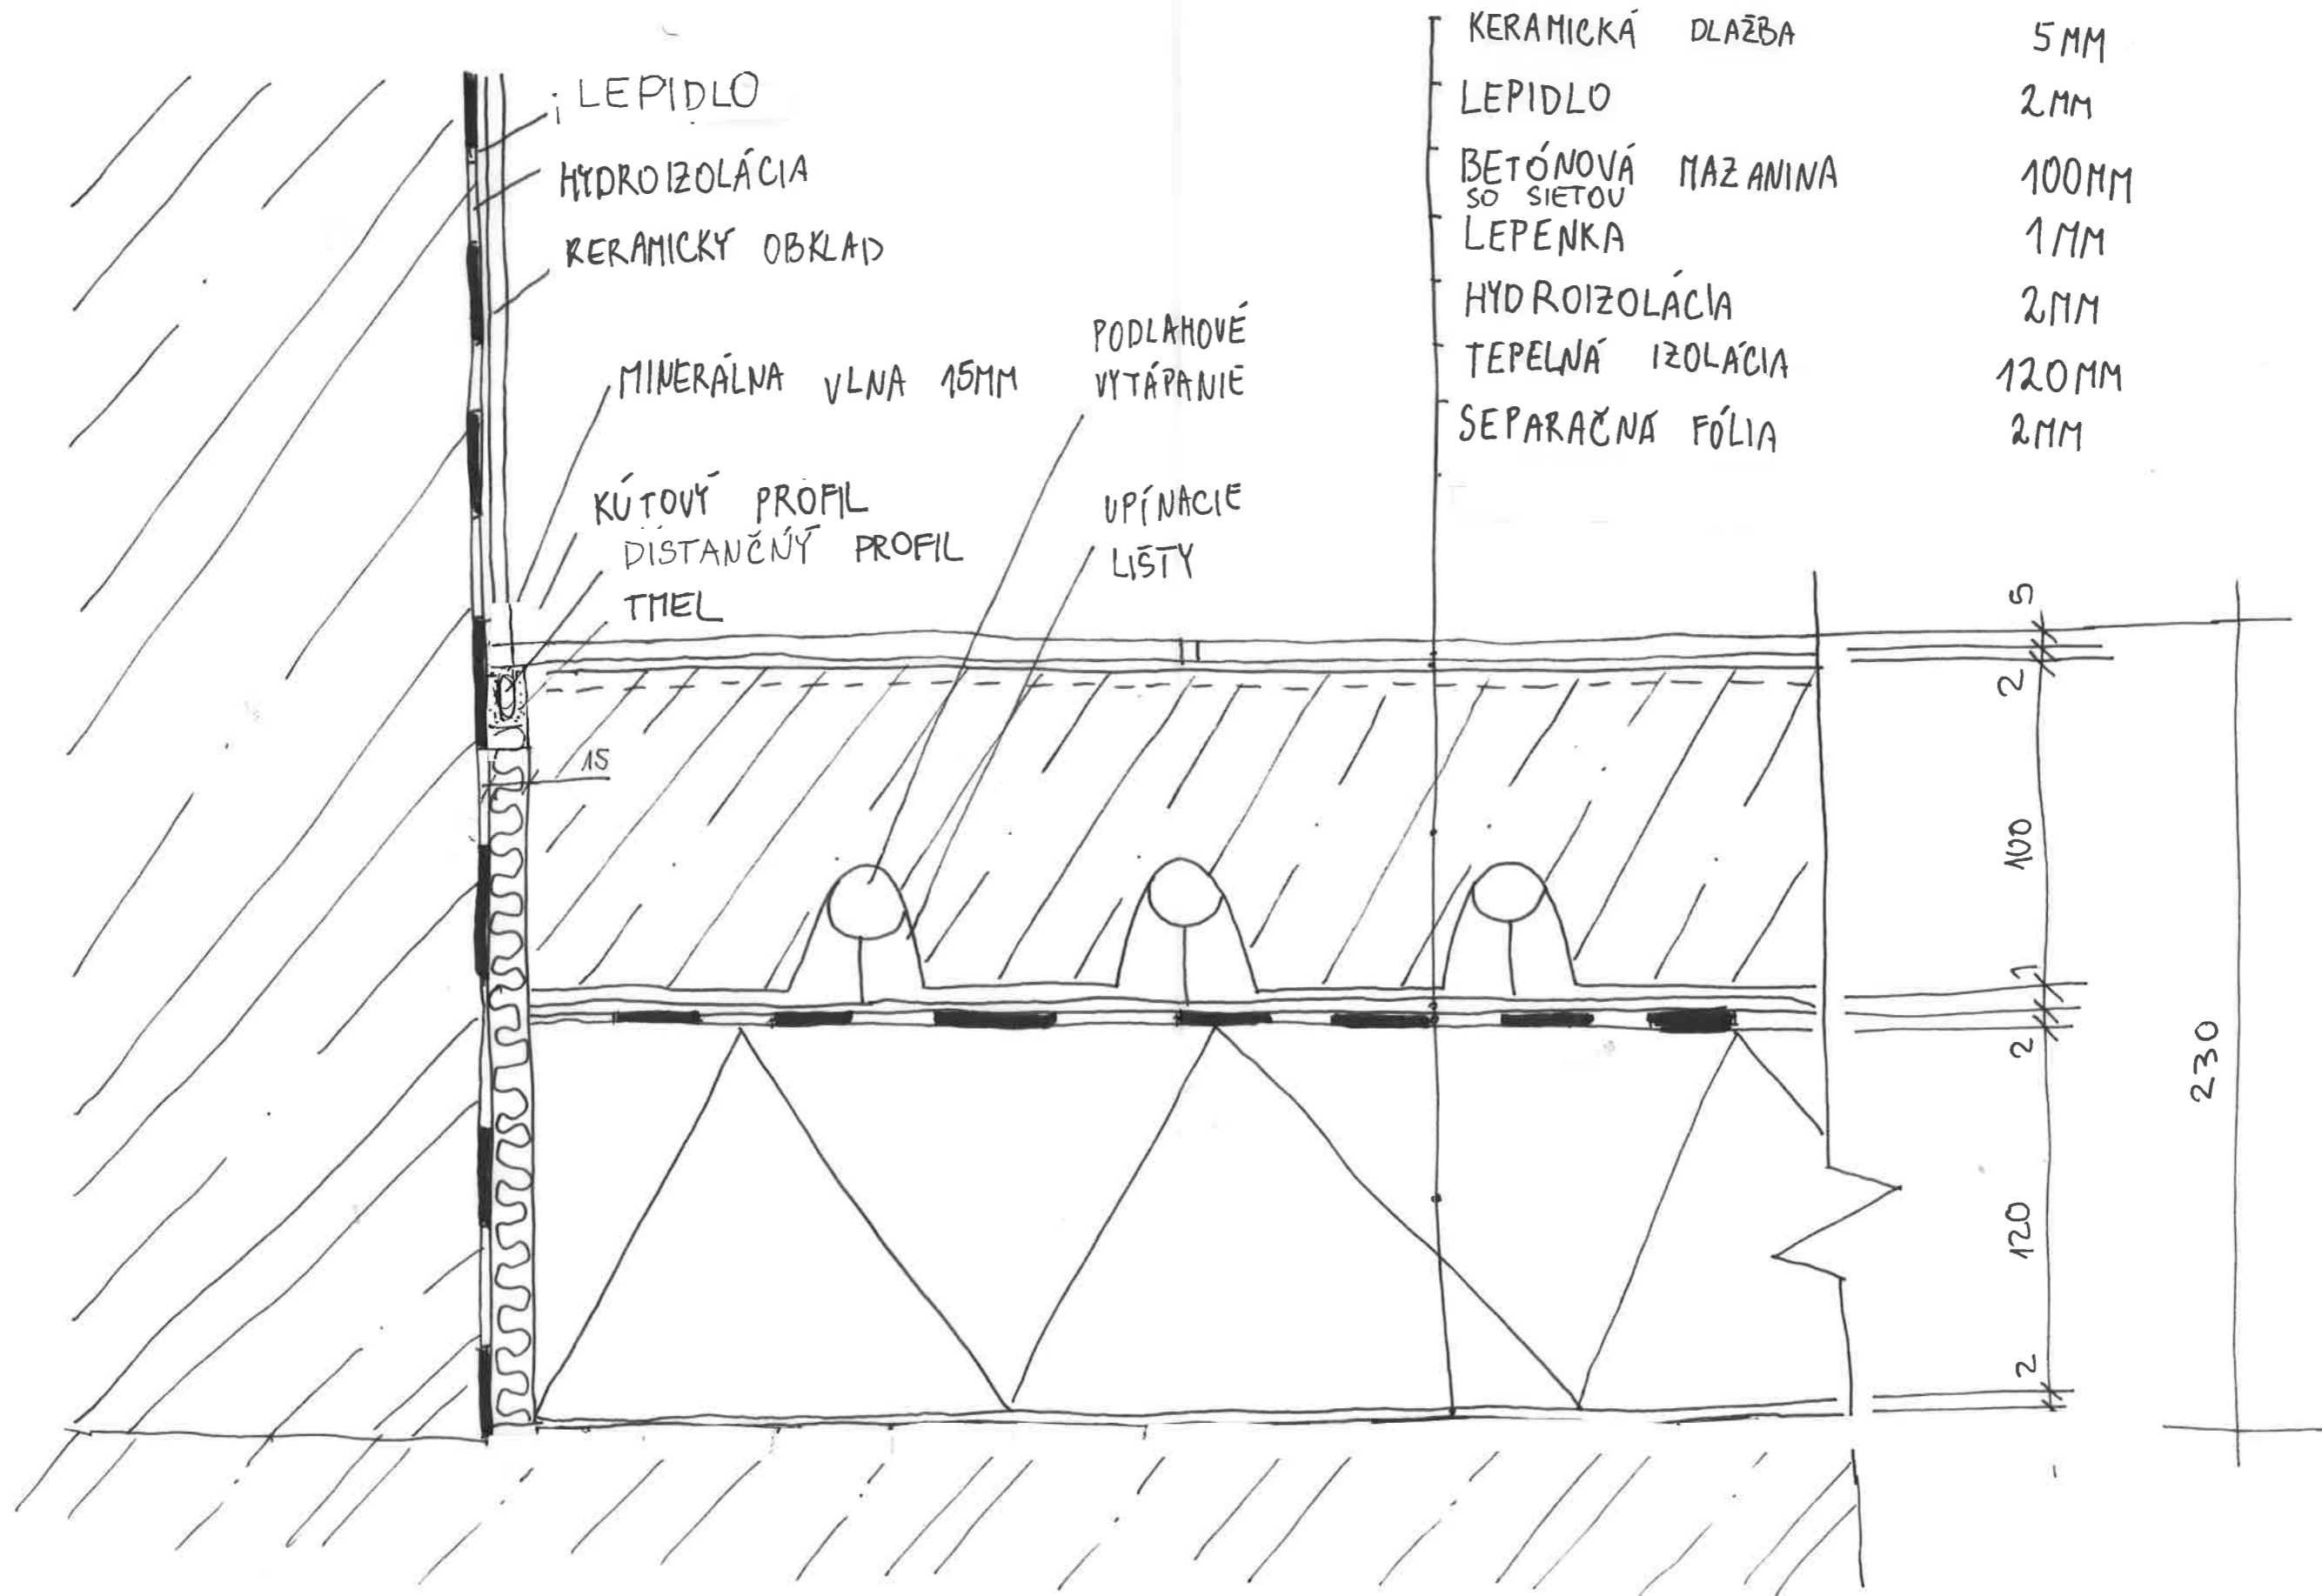 LEPIDLO
HYDROIZOLÁCIA
KERAMICKÝ OBKLAD
MINERÁLNA VLNA 15MM
KÚTOVÝ PROFIL
DISTANČNÝ PROFIL
TMEL
PODLAHOVÉ
VYTÁPANIE
UPÍNACIE
LIŠTY
KERAMICKÁ DLAŽBA 5MM
LEPIDLO 2MM
BETÓNOVÁ MAZANINA 100MM
SO SIETOU
LEPENKA 1MM
HYDROIZOLÁCIA 2MM
TEPELNÁ IZOLÁCIA 120MM
SEPARAČNÁ FÓLIA 2MM
15
5
2
100
1
2
120
2
230